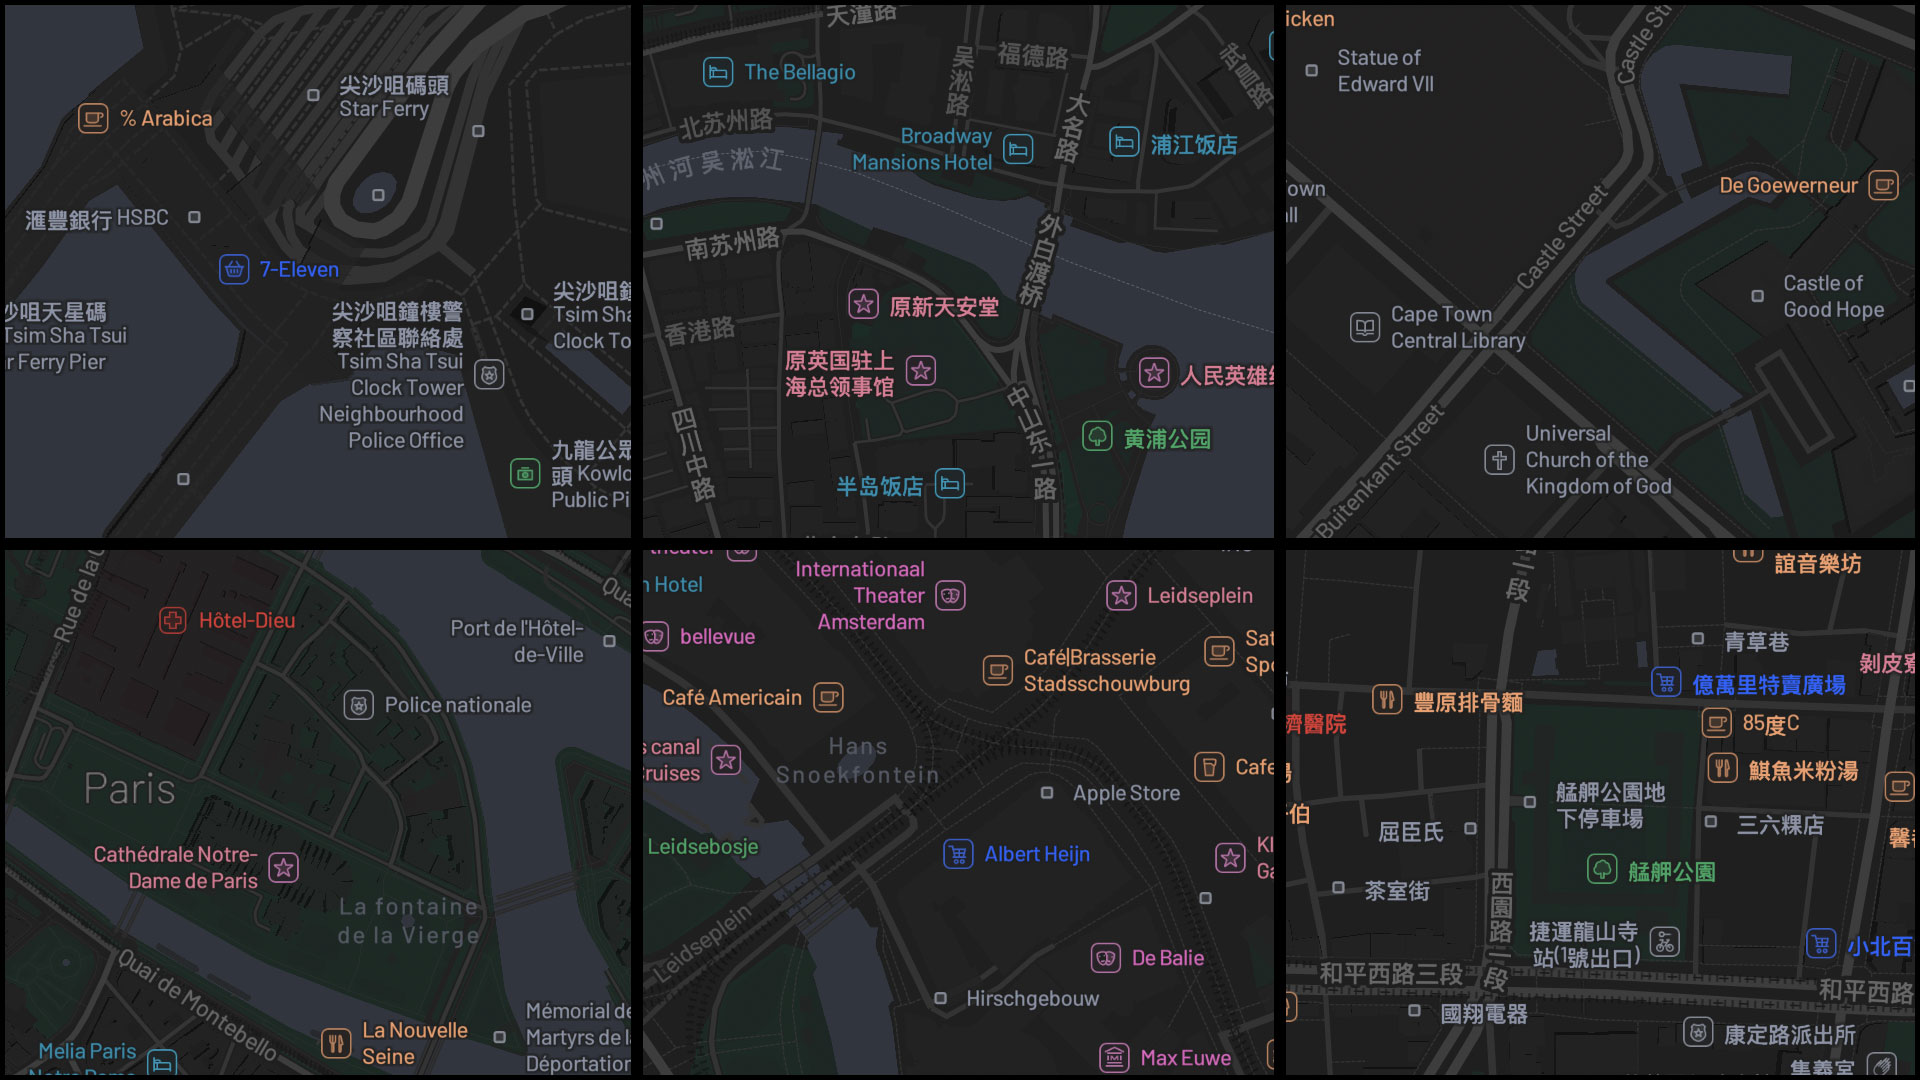 尖沙咀碼頭
Star Ferry
% Arabica
滙豐銀行 HSBC
7-Eleven
沙咀天星碼
Tsim Sha Tsui
r Ferry Pier
尖沙咀鐘樓警
察社區聯絡處
Tsim Sha Tsui
Clock Tower
Neighbourhood
Police Office
尖沙咀鐘
Tsim Sha
Clock To
九龍公眾
頭 Kowlo
Public Pi
天潼路
The Bellagio
吴淞路
福德路
武昌路
大名路
北苏州路
州河吴淞江
Broadway
Mansions Hotel
浦江饭店
南苏州路
外白渡桥
原新天安堂
香港路
原英国驻上
海总领事馆
人民英雄
中山东一路
四川中路
黄浦公园
半岛饭店
icken
Statue of
Edward VII
Castle Str
De Goewerneur
own
ll
Castle Street
Castle of
Good Hope
Cape Town
Central Library
Buitenkant Street
Universal
Church of the
Kingdom of God
Rue de la C
Hôtel-Dieu
Port de l'Hôtel-
de-Ville
Qua
Police nationale
Paris
Cathédrale Notre-
Dame de Paris
La fontaine
de la Vierge
Quai de Montebello
La Nouvelle
Seine
Mémorial de
Martyrs de la
Déportation
Melia Paris
Notre Dame
theater
n Hotel
Internationaal
Theater
Amsterdam
Leidseplein
bellevue
Café|Brasserie
Stadsschouwburg
Sat
Spo
Café Americain
Hans
Snoekfontein
s canal
ruises
Cafe
Apple Store
Leidsebosje
Albert Heijn
Kl
Ga
Leidseplein
De Balie
Hirschgebouw
Max Euwe
路二段
誼音樂坊
青草巷
剝皮寮
億萬里特賣廣場
豐原排骨麵
濟醫院
85度C
鯕魚米粉湯
艋舺公園地
下停車場
伯
屈臣氏
三六粿店
馨
艋舺公園
茶室街
西園路一段
捷運龍山寺
站(1號出口)
小北百
和平西路三段
和平西路
國翔電器
康定路派出所
集義宮